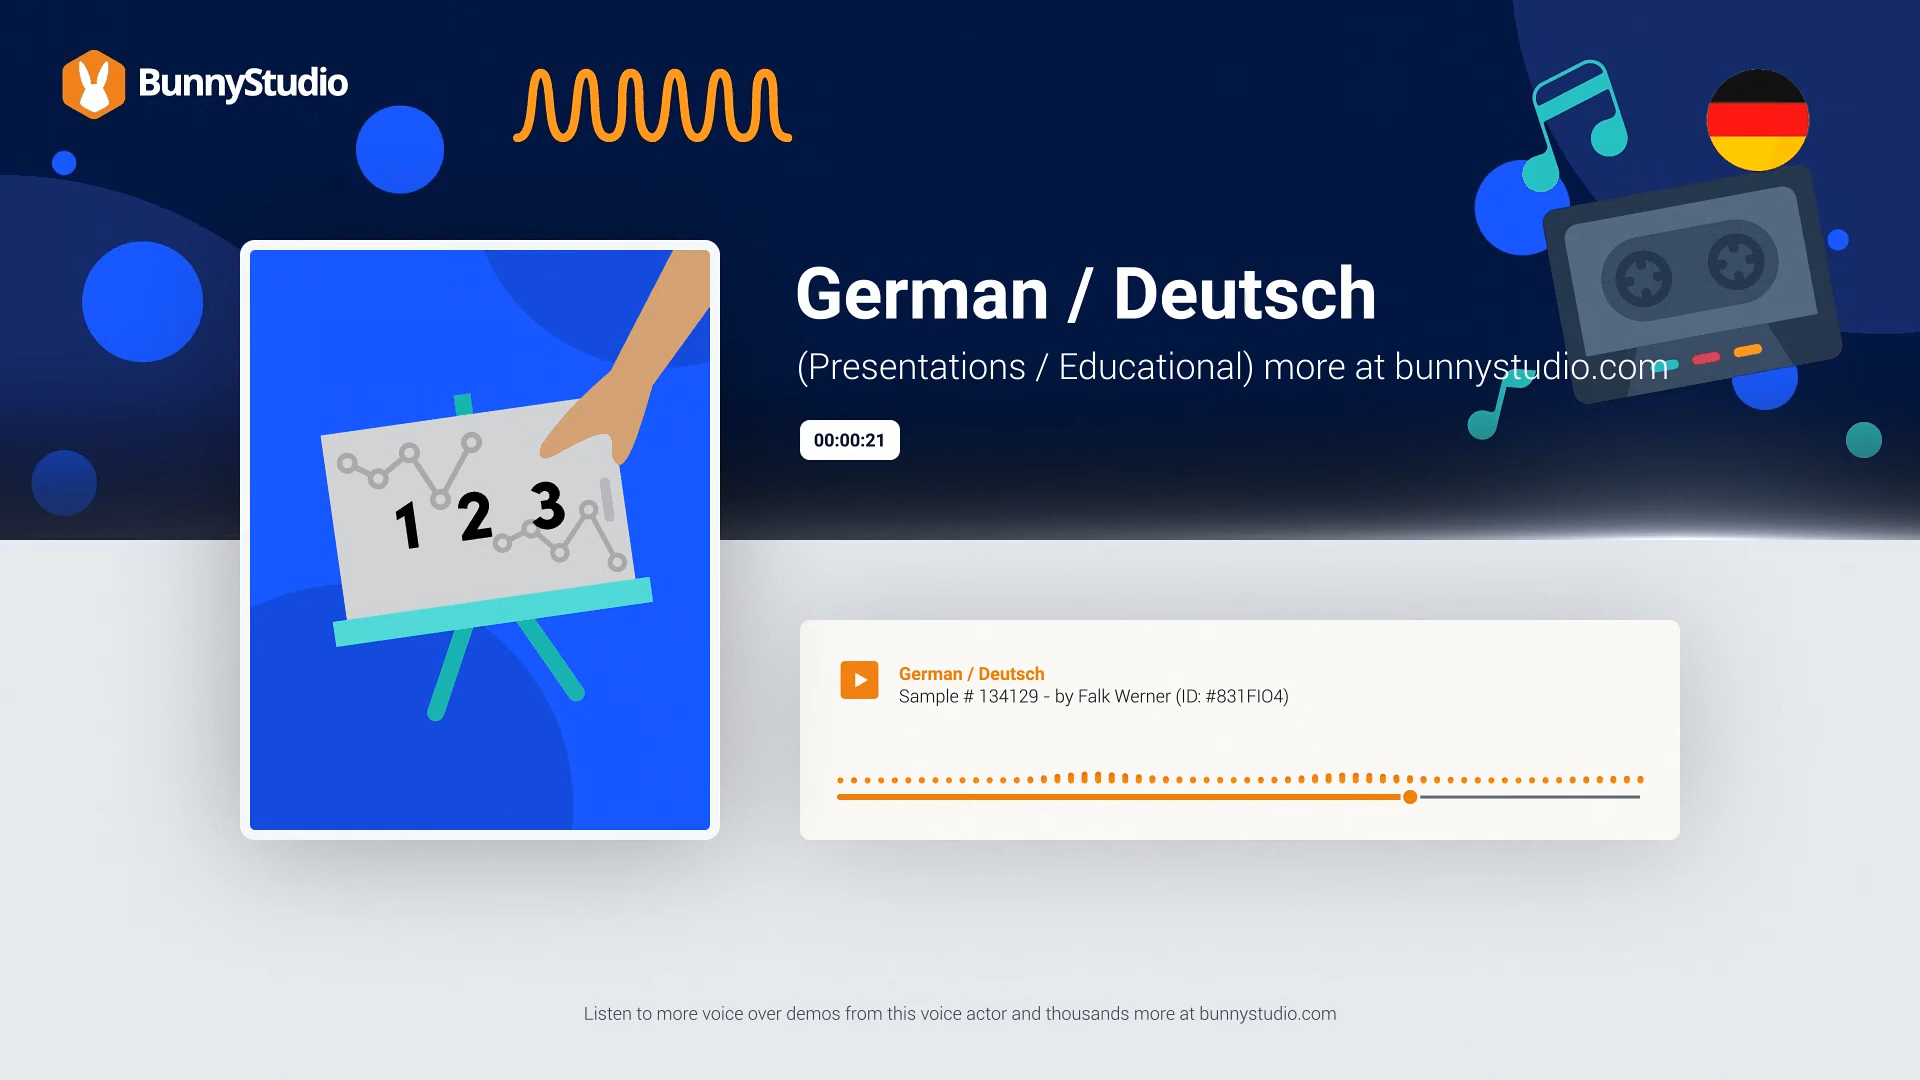 BunnyStudio
German / Deutsch
(Presentations / Educational) more at bunnystudio.com
00:00:21
1 2 3
German / Deutsch
Sample # 134129 - by Falk Werner (ID: #831FIO4)
Listen to more voice over demos from this voice actor and thousands more at bunnystudio.com